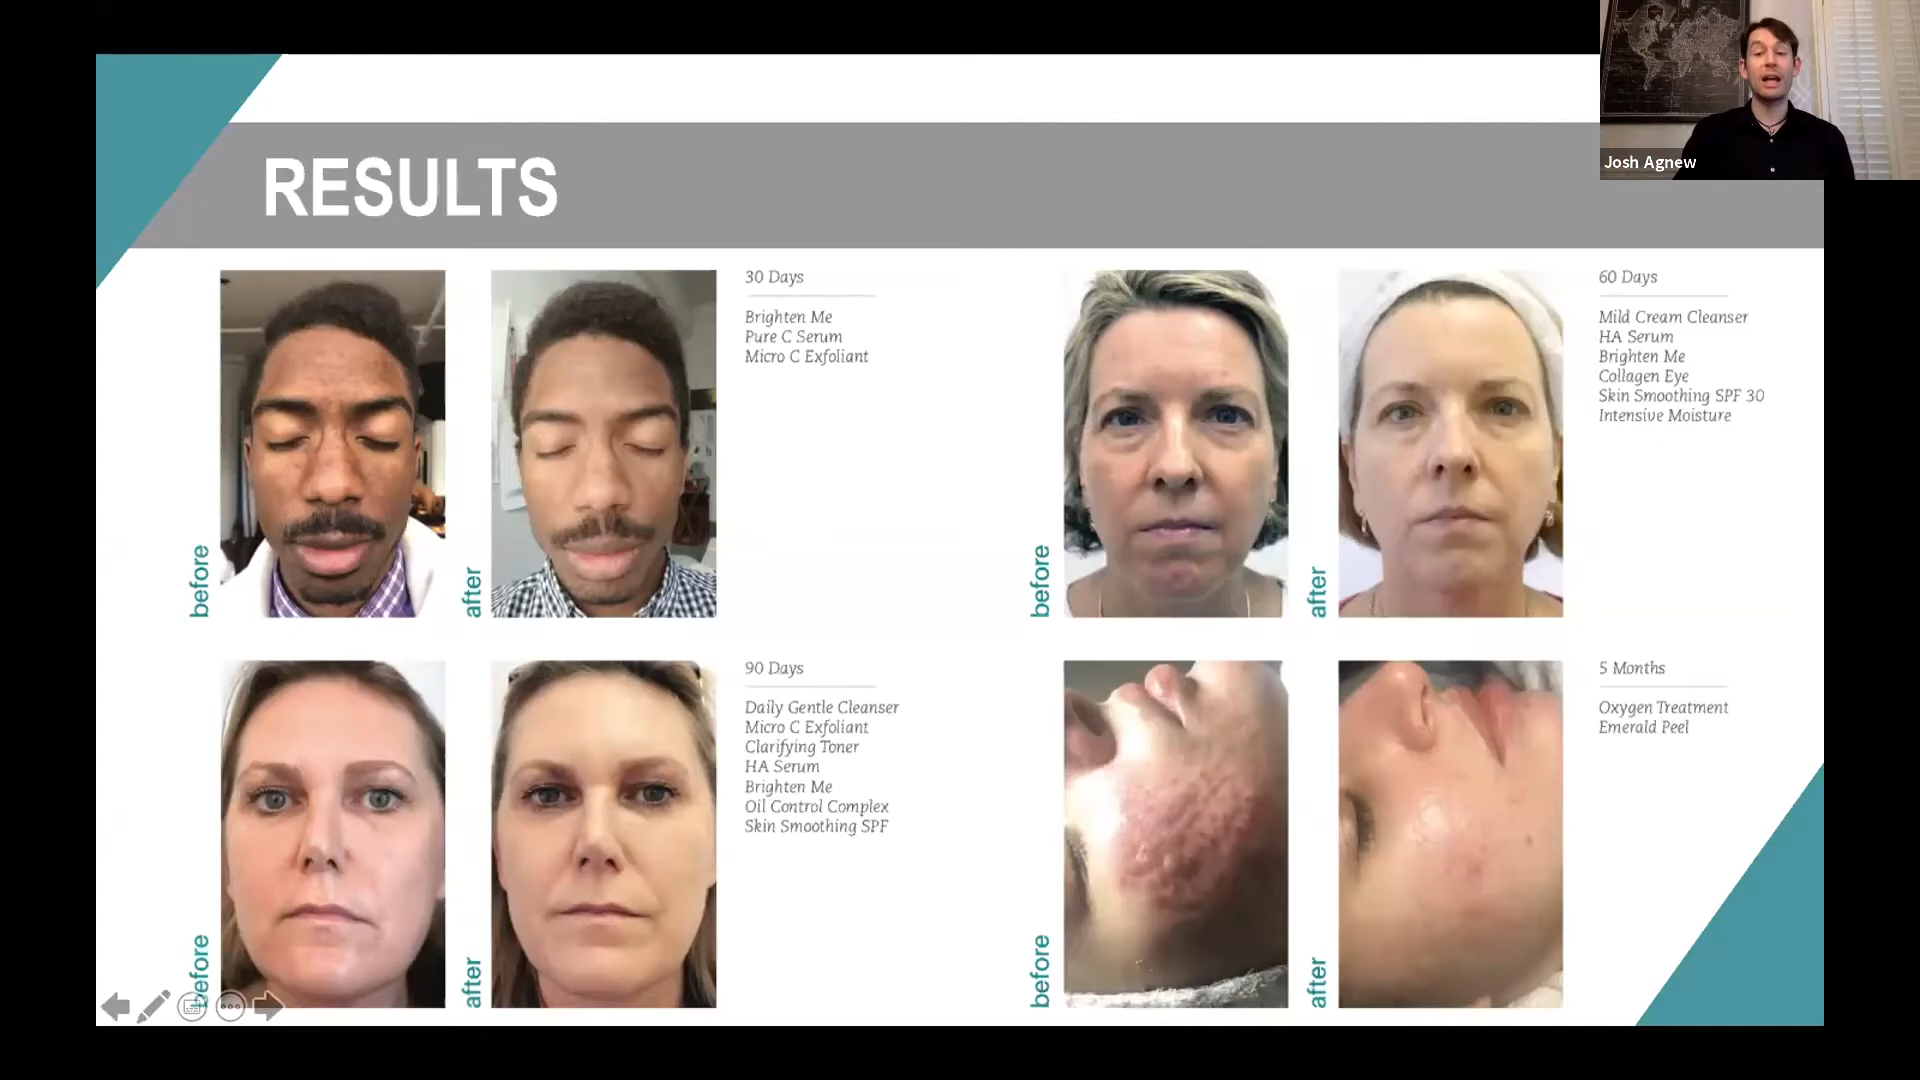 Josh Agnew
RESULTS
before
after
30 Days
Brighten Me
Pure C Serum
Micro C Exfoliant
before
after
60 Days
Mild Cream Cleanser
HA Serum
Brighten Me
Collagen Eye
Skin Smoothing SPF 30
Intensive Moisture
before
after
90 Days
Daily Gentle Cleanser
Micro C Exfoliant
Clarifying Toner
HA Serum
Brighten Me
Oil Control Complex
Skin Smoothing SPF
before
after
5 Months
Oxygen Treatment
Emerald Peel